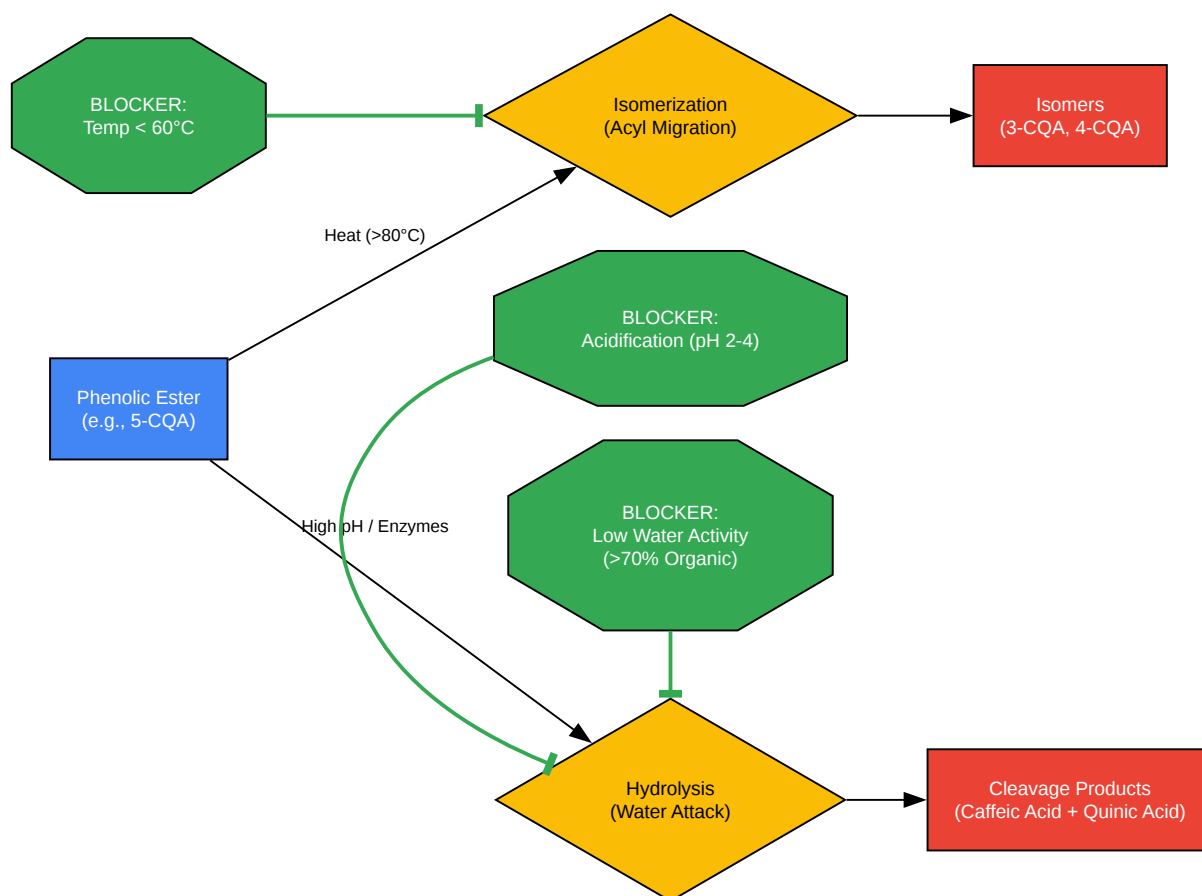 BLOCKER:
Temp < 60°C
Isomerization
(Acyl Migration)
Isomers
(3-CQA, 4-CQA)
Heat (>80°C)
BLOCKER:
Acidification (pH 2-4)
Phenolic Ester
(e.g., 5-CQA)
High pH / Enzymes
BLOCKER:
Low Water Activity
(>70% Organic)
Hydrolysis
(Water Attack)
Cleavage Products
(Caffeic Acid + Quinic Acid)